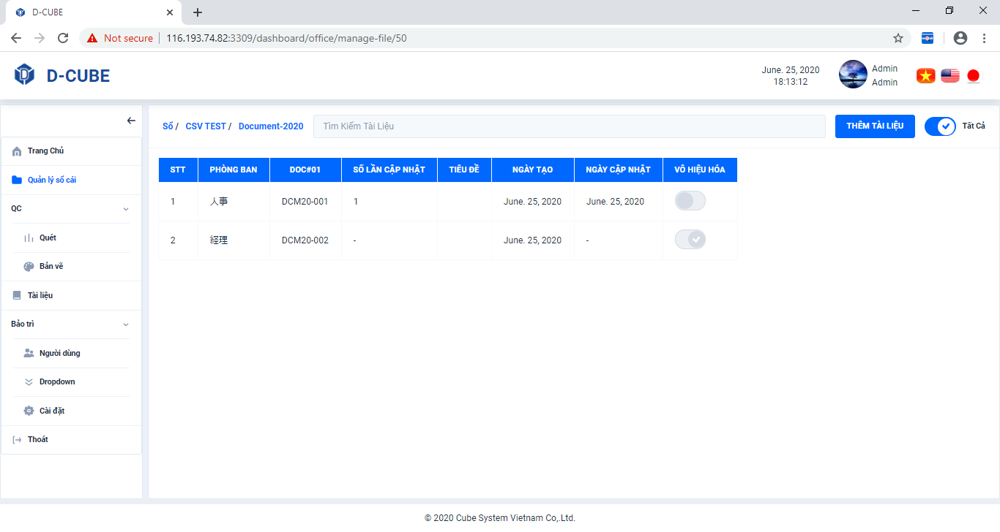 D-CUBE
Not secure 116.193.74.82:3309/dashboard/office/manage-file/50
D-CUBE
June. 25, 2020
18:13:12
Admin
Admin
Trang Chủ
Quản lý sổ cái
QC
Quét
Bản vẽ
Tài liệu
Bảo trì
Người dùng
Dropdown
Cài đặt
Thoát
Sổ / CSV TEST / Document-2020 Tìm Kiếm Tài Liệu THÊM TÀI LIỆU Tất Cả
STT PHÒNG BAN DOC#01 SỐ LẦN CẬP NHẬT TIÊU ĐỀ NGÀY TẠO NGÀY CẬP NHẬT VÔ HIỆU HÓA
1 人事 DCM20-001 1 June. 25, 2020 June. 25, 2020
2 経理 DCM20-002 - June. 25, 2020 -
© 2020 Cube System Vietnam Co,.Ltd.